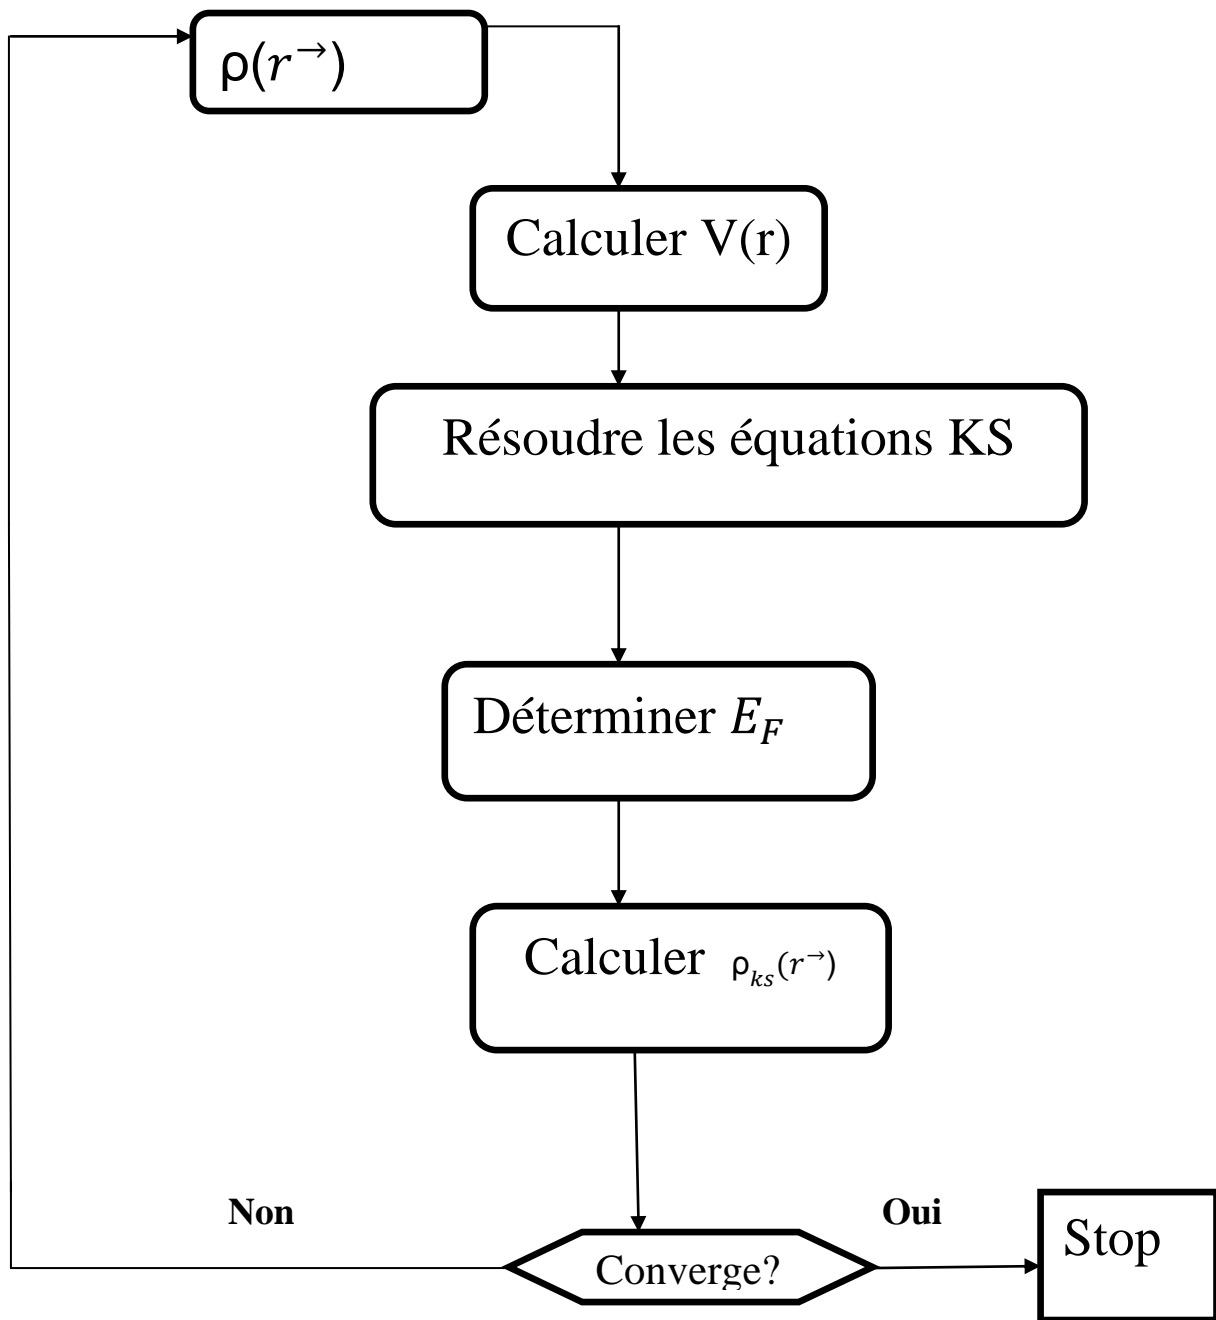 ρ(r→)
Calculer V(r)
Résoudre les équations KS
Déterminer E_F
Calculer ρ_ks(r→)
Non
Oui
Stop
Converge?